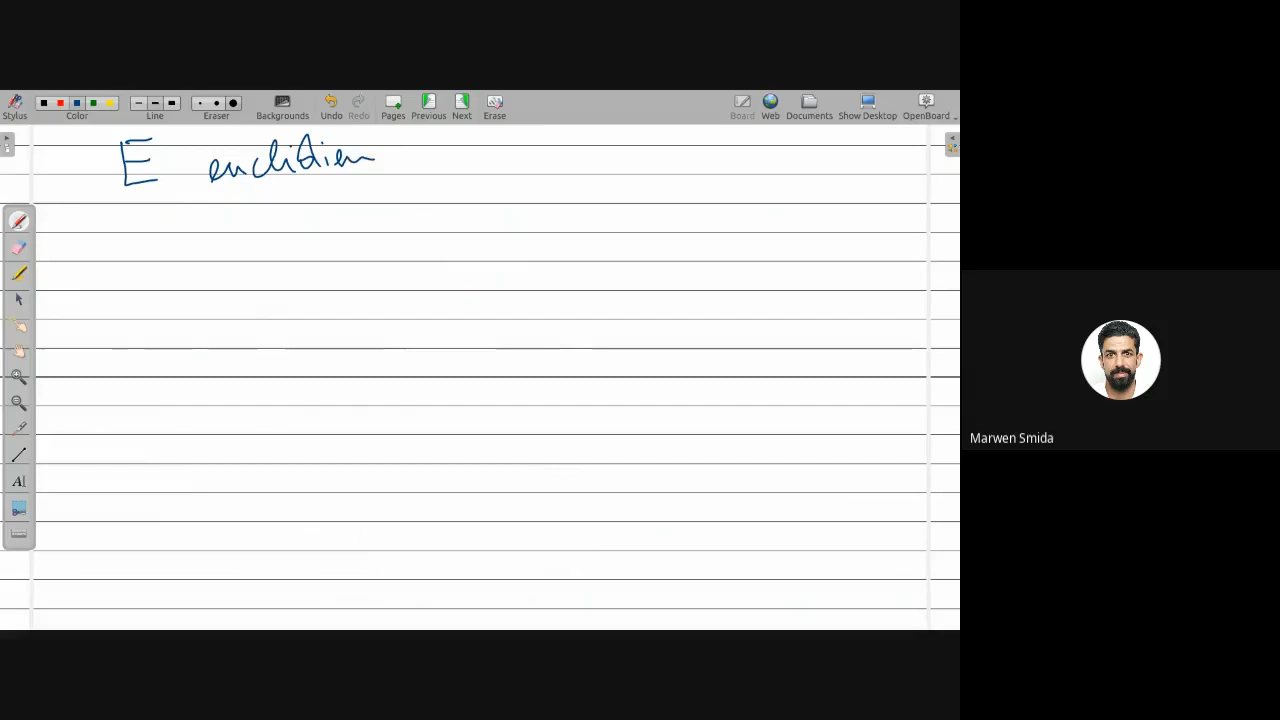 Stylus Color Line Eraser Backgrounds Undo Redo Pages Previous Next Erase Board Web Documents Show Desktop OpenBoard
E euclidien
AI
Marwen Smida